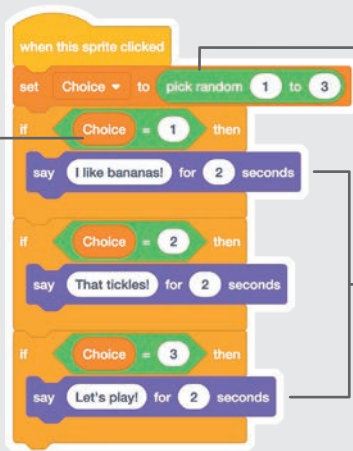 when this sprite clicked
set Choice to pick random 1 to 3
if Choice = 1 then
say I like bananas! for 2 seconds
if Choice = 2 then
say That tickles! for 2 seconds
if Choice = 3 then
say Let's play! for 2 seconds